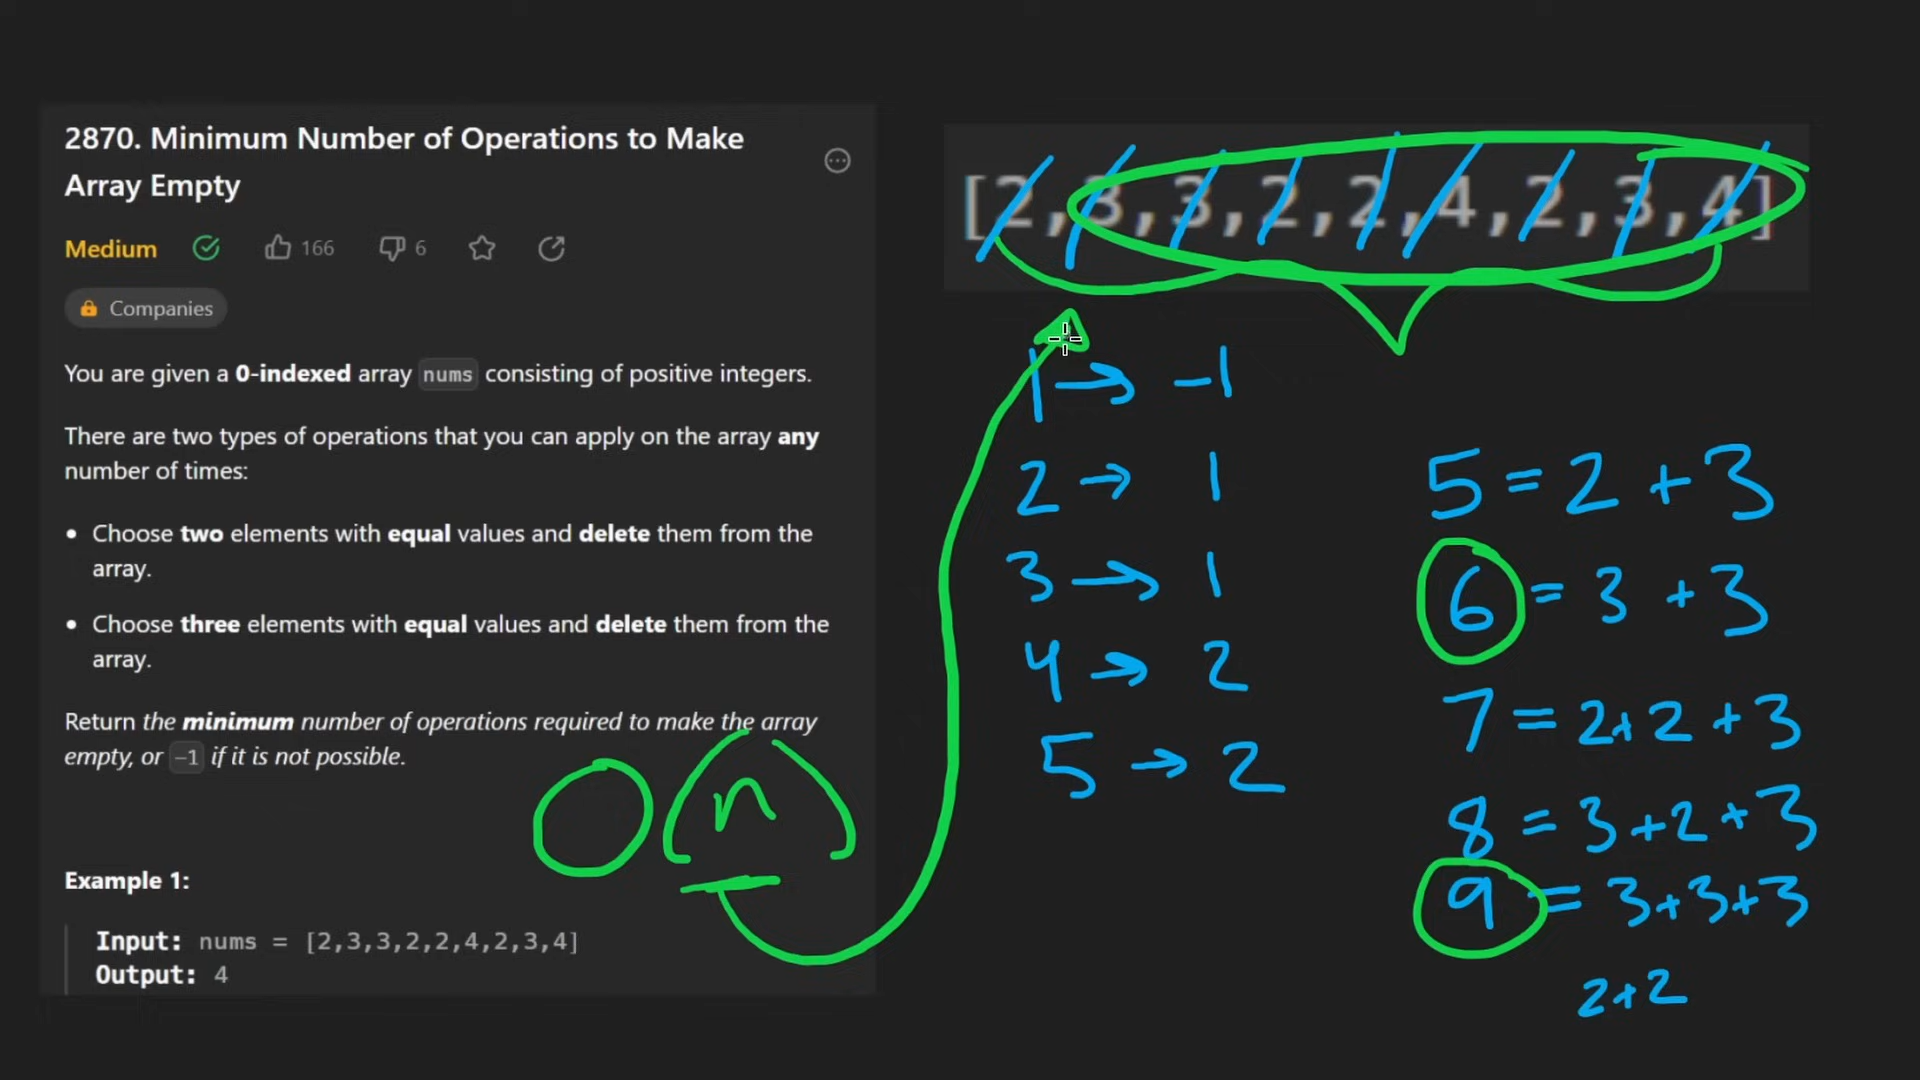 2870. Minimum Number of Operations to Make
Array Empty
Medium 166 6
Companies
You are given a 0-indexed array nums consisting of positive integers.
There are two types of operations that you can apply on the array any
number of times:
• Choose two elements with equal values and delete them from the
array.
• Choose three elements with equal values and delete them from the
array.
Return the minimum number of operations required to make the array
empty, or -1 if it is not possible.
O(n)
Example 1:
Input: nums = [2,3,3,2,2,4,2,3,4]
Output: 4
[2,3,3,2,2,4,2,3,4]
1 → -1
2 → 1
3 → 1
4 → 2
5 → 2
5 = 2 + 3
6 = 3 + 3
7 = 2+2+3
8 = 3+2+3
9 = 3+3+3
2+2